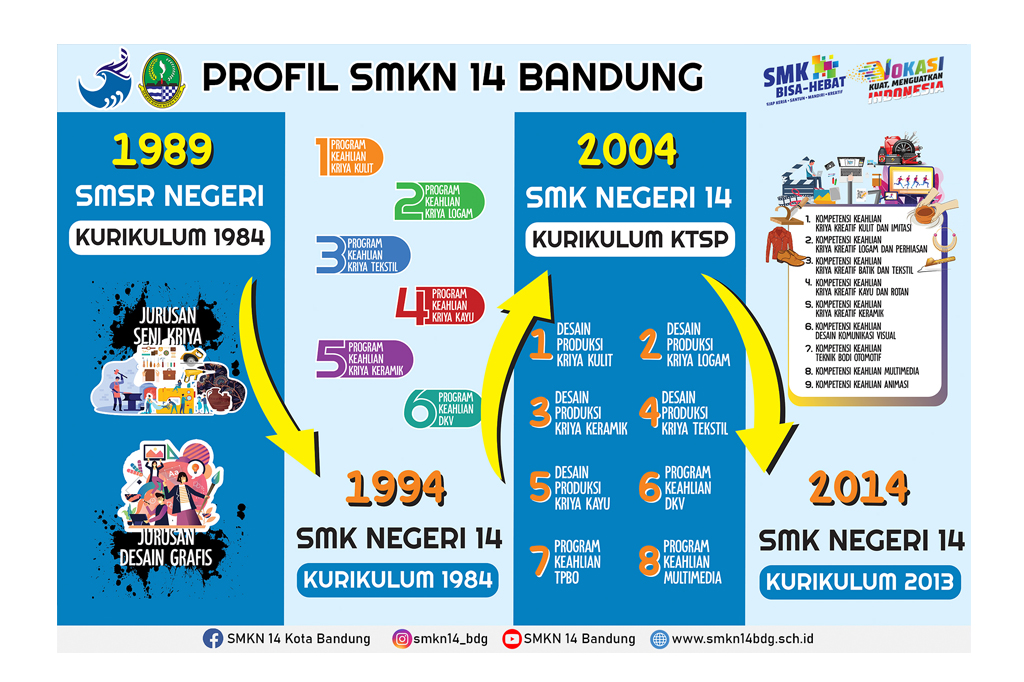 PROFIL SMKN 14 BANDUNG
SMK
BISA-HEBAT
SIAP KERJA • SANTUN • MANDIRI • KREATIF
VOKASI
KUAT, MENGUATKAN
INDONESIA
1989
SMSR NEGERI
KURIKULUM 1984
JURUSAN
SENI KRIYA
JURUSAN
DESAIN GRAFIS
1 PROGRAM
KEAHLIAN
KRIYA KULIT
2 PROGRAM
KEAHLIAN
KRIYA LOGAM
3 PROGRAM
KEAHLIAN
KRIYA TEKSTIL
4 PROGRAM
KEAHLIAN
KRIYA KAYU
5 PROGRAM
KEAHLIAN
KRIYA KERAMIK
6 PROGRAM
KEAHLIAN
DKV
1994
SMK NEGERI 14
KURIKULUM 1984
2004
SMK NEGERI 14
KURIKULUM KTSP
1 DESAIN
PRODUKSI
KRIYA KULIT
2 DESAIN
PRODUKSI
KRIYA LOGAM
3 DESAIN
PRODUKSI
KRIYA KERAMIK
4 DESAIN
PRODUKSI
KRIYA TEKSTIL
5 DESAIN
PRODUKSI
KRIYA KAYU
6 PROGRAM
KEAHLIAN
DKV
7 PROGRAM
KEAHLIAN
TPBO
8 PROGRAM
KEAHLIAN
MULTIMEDIA
1. KOMPETENSI KEAHLIAN
KRIYA KREATIF KULIT DAN IMITASI
2. KOMPETENSI KEAHLIAN
KRIYA KREATIF LOGAM DAN PERHIASAN
3. KOMPETENSI KEAHLIAN
KRIYA KREATIF BATIK DAN TEKSTIL
4. KOMPETENSI KEAHLIAN
KRIYA KREATIF KAYU DAN ROTAN
5. KOMPETENSI KEAHLIAN
KRIYA KREATIF KERAMIK
6. KOMPETENSI KEAHLIAN
DESAIN KOMUNIKASI VISUAL
7. KOMPETENSI KEAHLIAN
TEKNIK BODI OTOMOTIF
8. KOMPETENSI KEAHLIAN MULTIMEDIA
9. KOMPETENSI KEAHLIAN ANIMASI
2014
SMK NEGERI 14
KURIKULUM 2013
SMKN 14 Kota Bandung
smkn14_bdg
SMKN 14 Bandung
www.smkn14bdg.sch.id